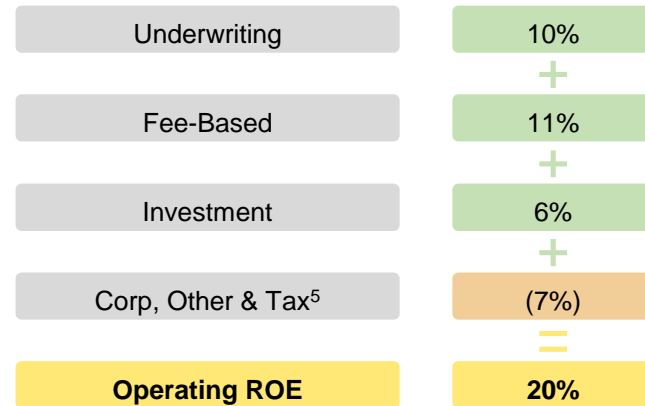 Underwriting 10%
+
Fee-Based 11%
+
Investment 6%
+
Corp, Other & Tax⁵ (7%)
=
Operating ROE 20%